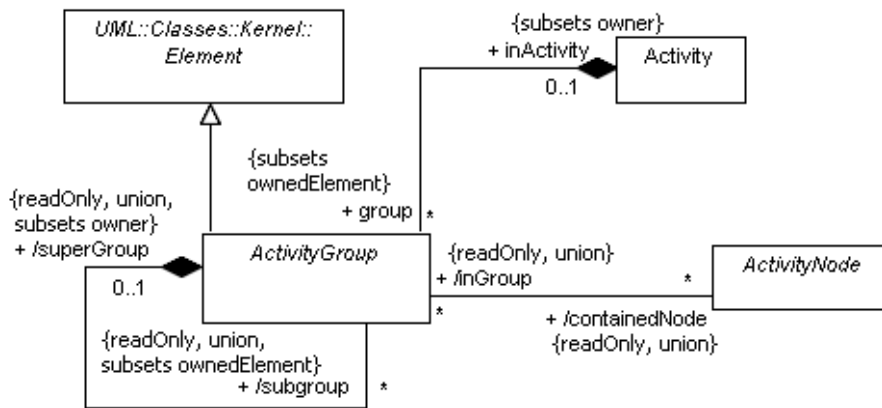 UML::Classes::Kernel::
Element
{subsets owner}
+ inActivity
0..1
Activity
{subsets
ownedElement}
+ group
*
{readOnly, union,
subsets owner}
+ /superGroup
0..1
ActivityGroup
{readOnly, union}
+ /inGroup
*
*
ActivityNode
+ /containedNode
{readOnly, union}
{readOnly, union,
subsets ownedElement}
+ /subgroup
*